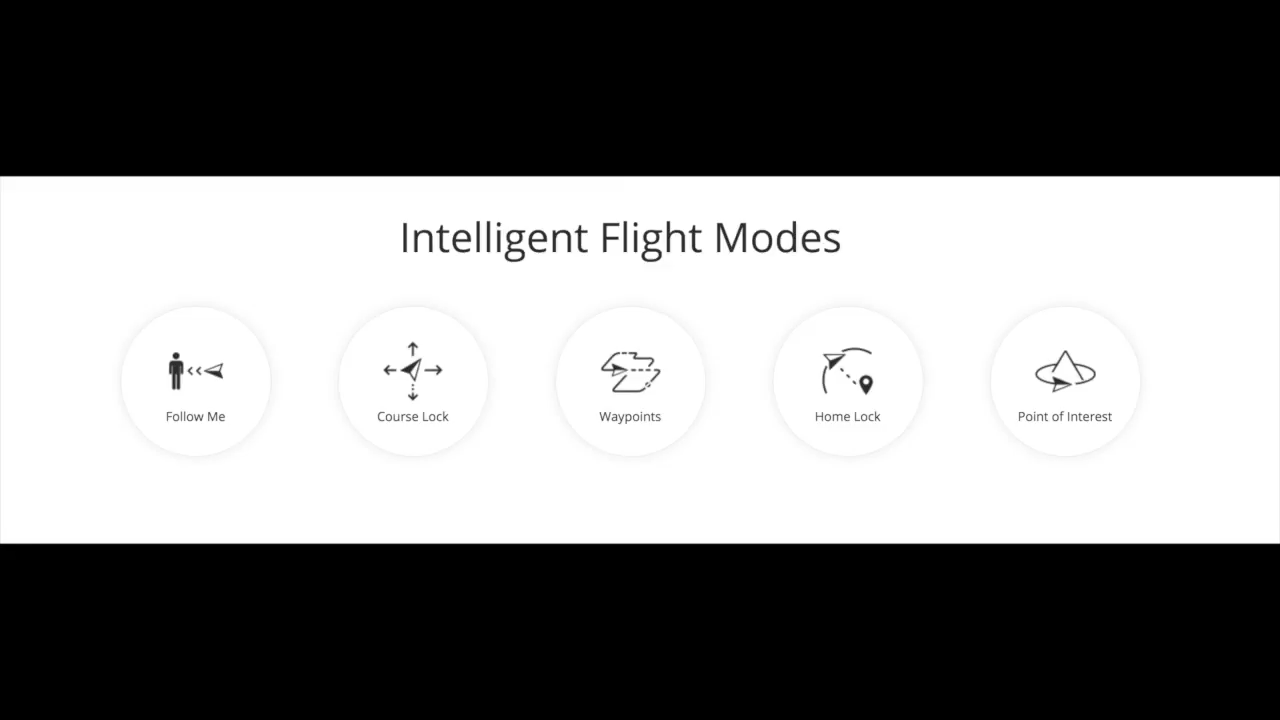 Intelligent Flight Modes
Follow Me
Course Lock
Waypoints
Home Lock
Point of Interest